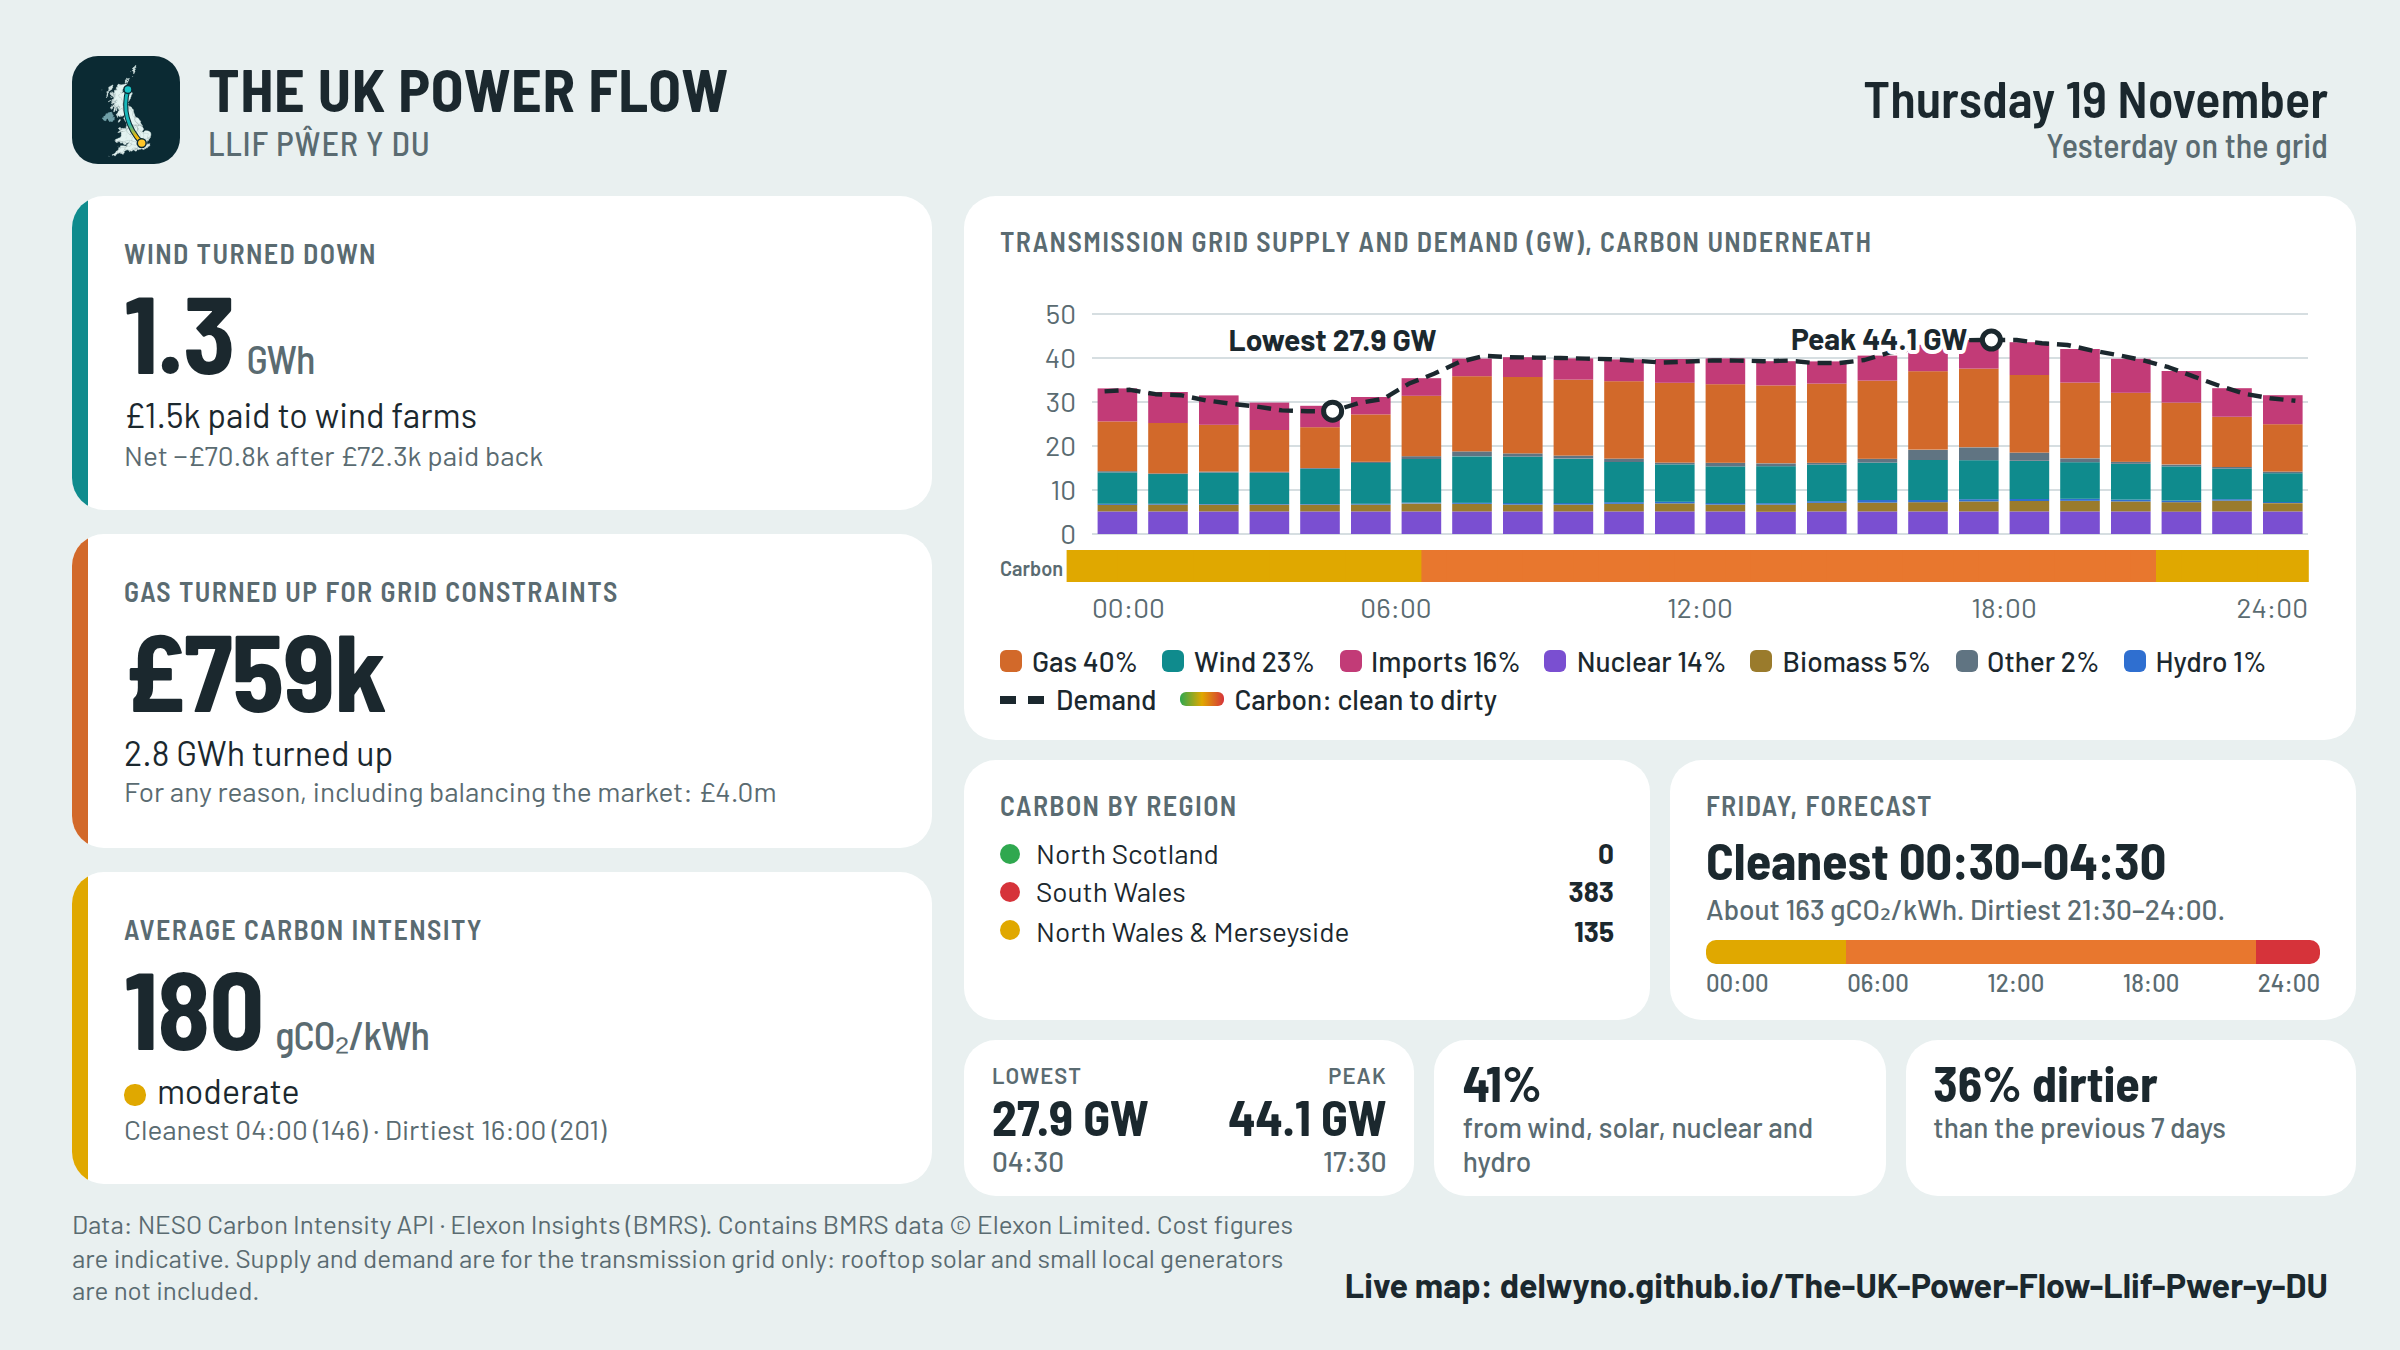 THE UK POWER FLOW
LLIF PŴER Y DU
Thursday 19 November
Yesterday on the grid
WIND TURNED DOWN
1.3 GWh
£1.5k paid to wind farms
Net −£70.8k after £72.3k paid back
GAS TURNED UP FOR GRID CONSTRAINTS
£759k
2.8 GWh turned up
For any reason, including balancing the market: £4.0m
AVERAGE CARBON INTENSITY
180 gCO₂/kWh
moderate
Cleanest 04:00 (146) · Dirtiest 16:00 (201)
TRANSMISSION GRID SUPPLY AND DEMAND (GW), CARBON UNDERNEATH
50
40
30
20
10
0
Lowest 27.9 GW
Peak 44.1 GW
Carbon
00:00 06:00 12:00 18:00 24:00
Gas 40% Wind 23% Imports 16% Nuclear 14% Biomass 5% Other 2% Hydro 1%
Demand Carbon: clean to dirty
CARBON BY REGION
North Scotland 0
South Wales 383
North Wales & Merseyside 135
FRIDAY, FORECAST
Cleanest 00:30–04:30
About 163 gCO₂/kWh. Dirtiest 21:30–24:00.
00:00 06:00 12:00 18:00 24:00
LOWEST PEAK
27.9 GW 44.1 GW
04:30 17:30
41%
from wind, solar, nuclear and
hydro
36% dirtier
than the previous 7 days
Data: NESO Carbon Intensity API · Elexon Insights (BMRS). Contains BMRS data © Elexon Limited. Cost figures
are indicative. Supply and demand are for the transmission grid only: rooftop solar and small local generators
are not included.
Live map: delwyno.github.io/The-UK-Power-Flow-Llif-Pwer-y-DU